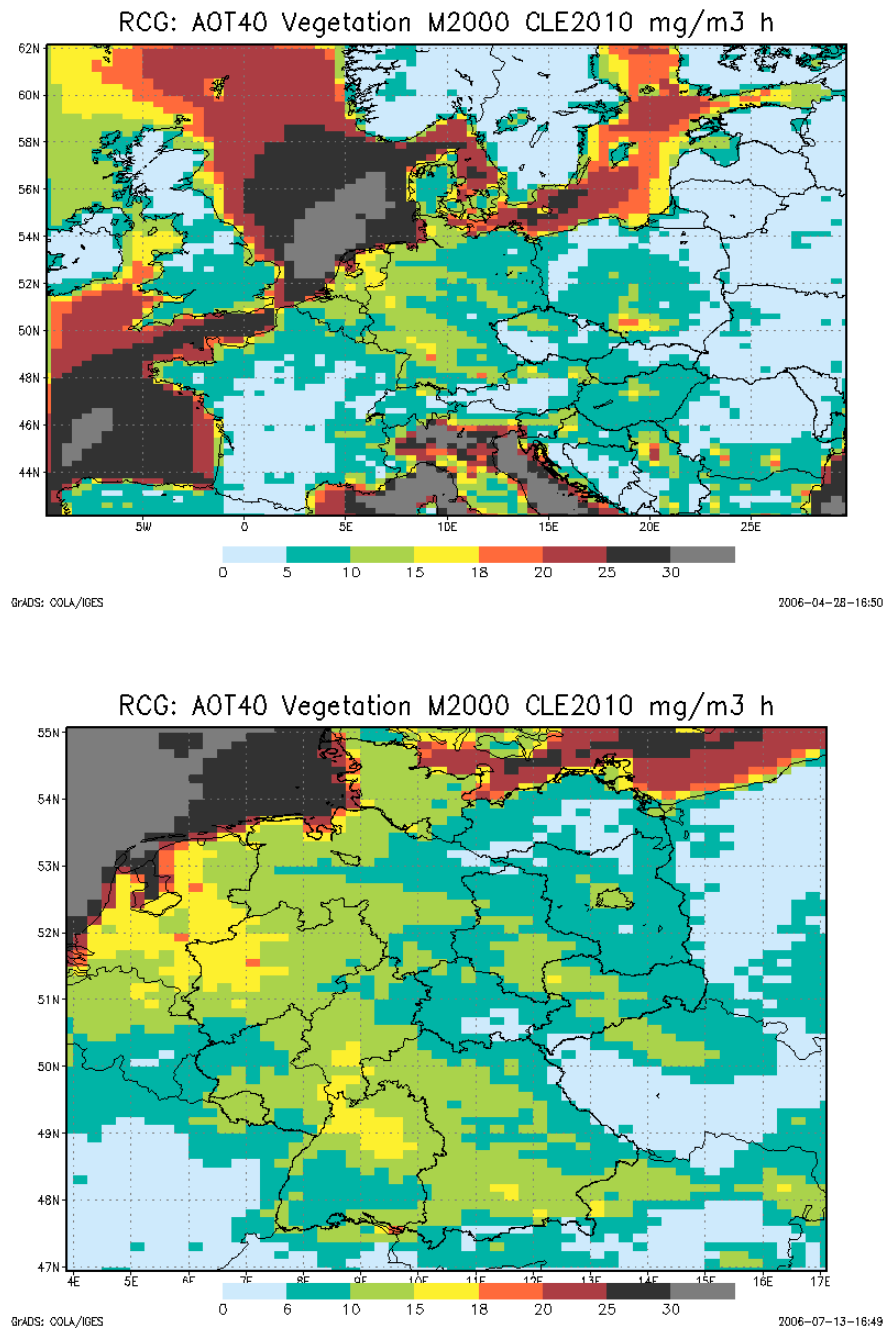 RCG: AOT40 Vegetation M2000 CLE2010 mg/m3 h
62N
60N
58N
56N
54N
52N
50N
48N
46N
44N
5W 0 5E 10E 15E 20E 25E
0 5 10 15 18 20 25 30
GrADS: COLA/IGES 2006-04-28-16:50
RCG: AOT40 Vegetation M2000 CLE2010 mg/m3 h
55N
54N
53N
52N
51N
50N
49N
48N
47N
4E 5E 6E 7E 8E 9E 10E 11E 12E 13E 14E 15E 16E 17E
0 6 10 15 18 20 25 30
GrADS: COLA/IGES 2006-07-13-16:49